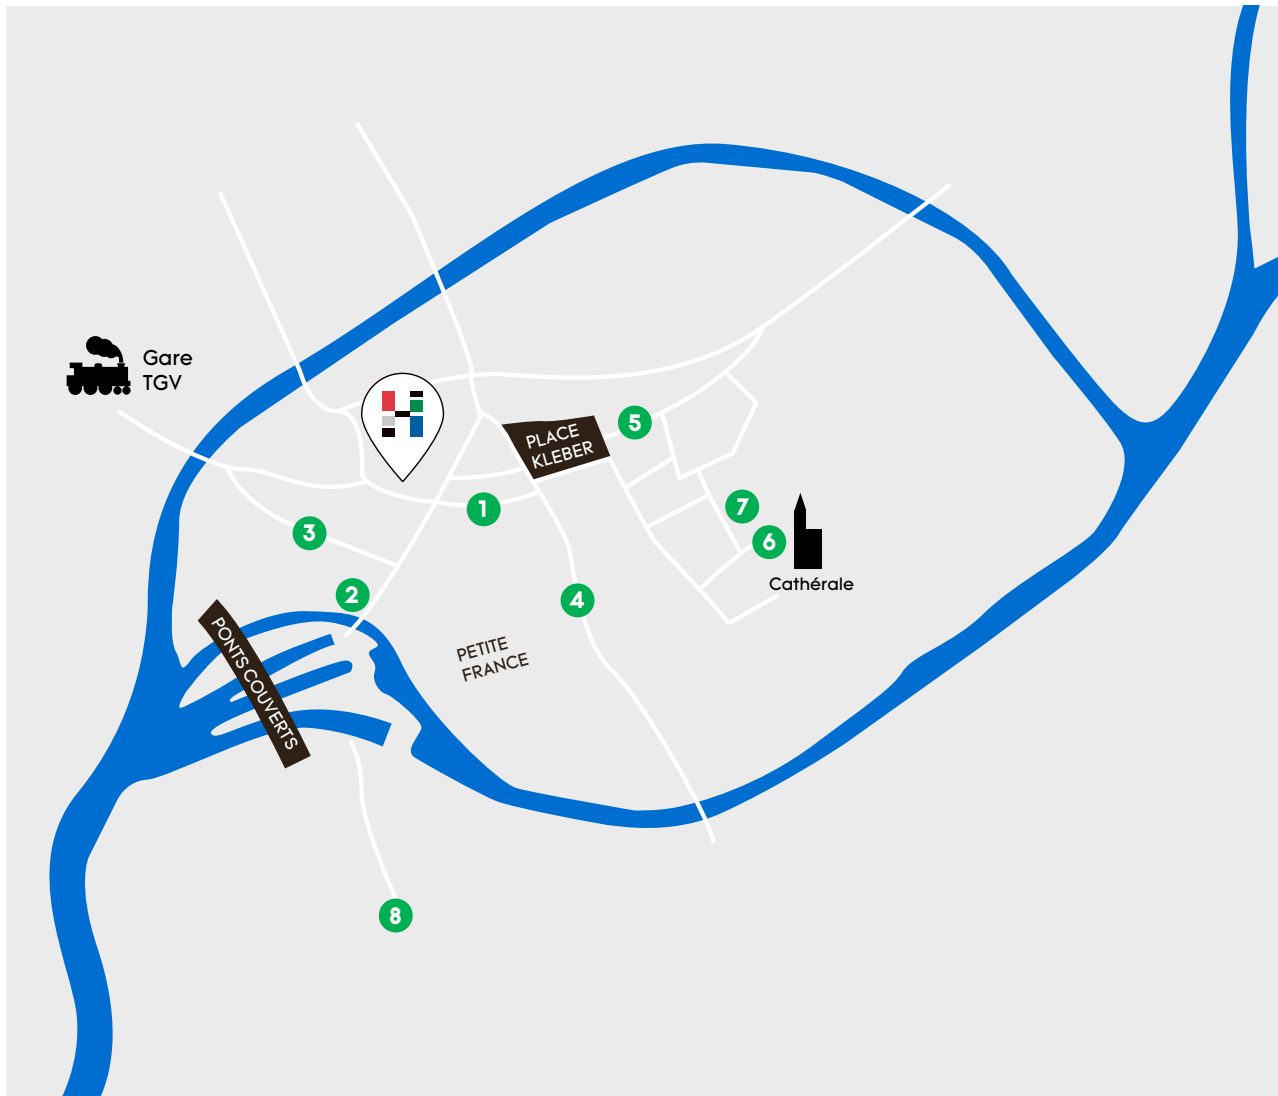 Gare
TGV
PLACE
KLEBER
5
1
7
3
6
Cathérale
2
4
PONTS COUVERTS
PETITE
FRANCE
8